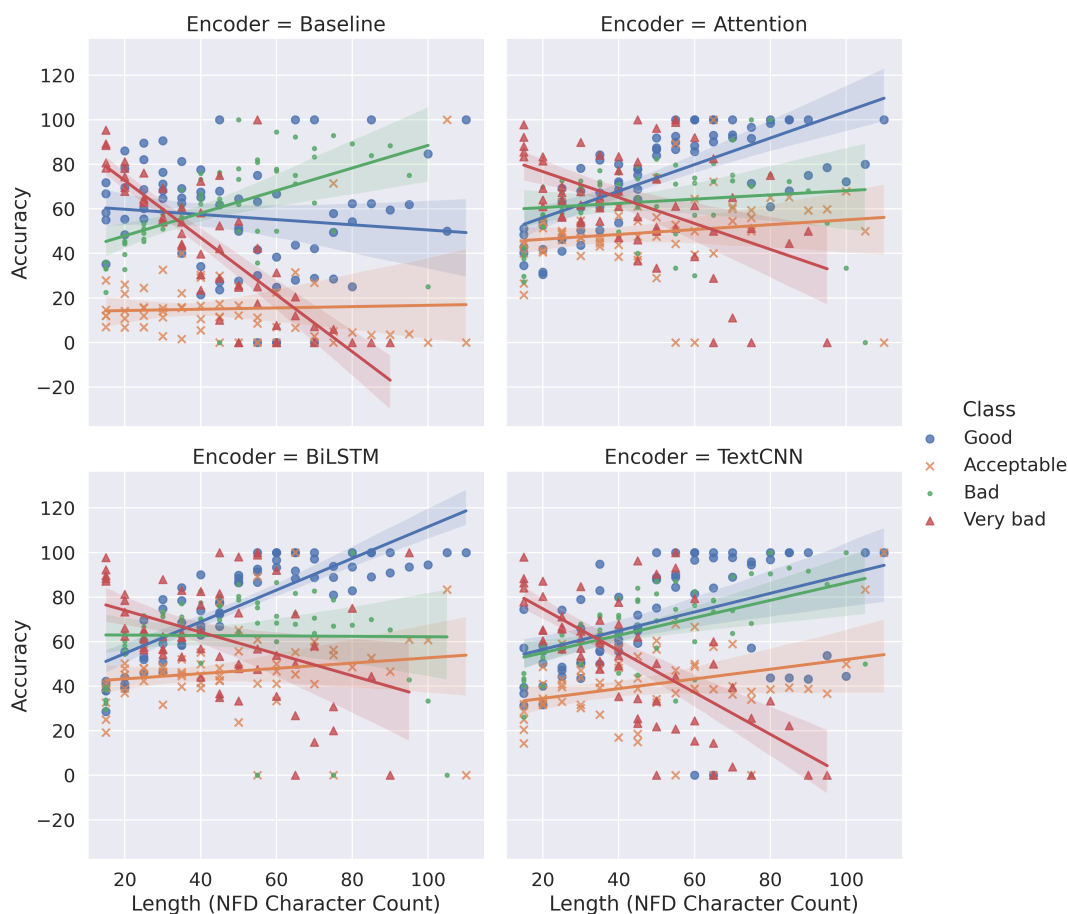 Encoder = Baseline
Encoder = Attention
120
100
80
60
40
20
0
−20
Accuracy
Encoder = BiLSTM
Encoder = TextCNN
120
100
80
60
40
20
0
−20
Accuracy
20 40 60 80 100
20 40 60 80 100
Length (NFD Character Count)
Length (NFD Character Count)
Class
Good
Acceptable
Bad
Very bad